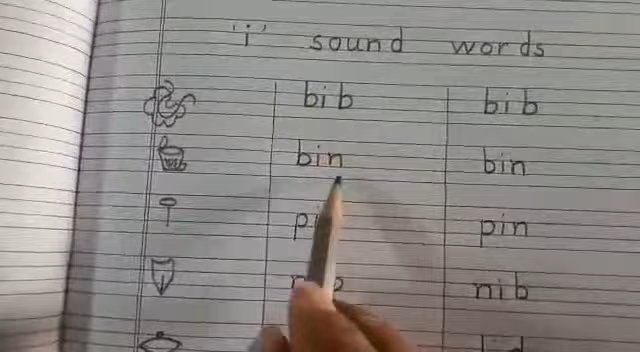 'i' sound words
bib bib
bin bin
pin
nib